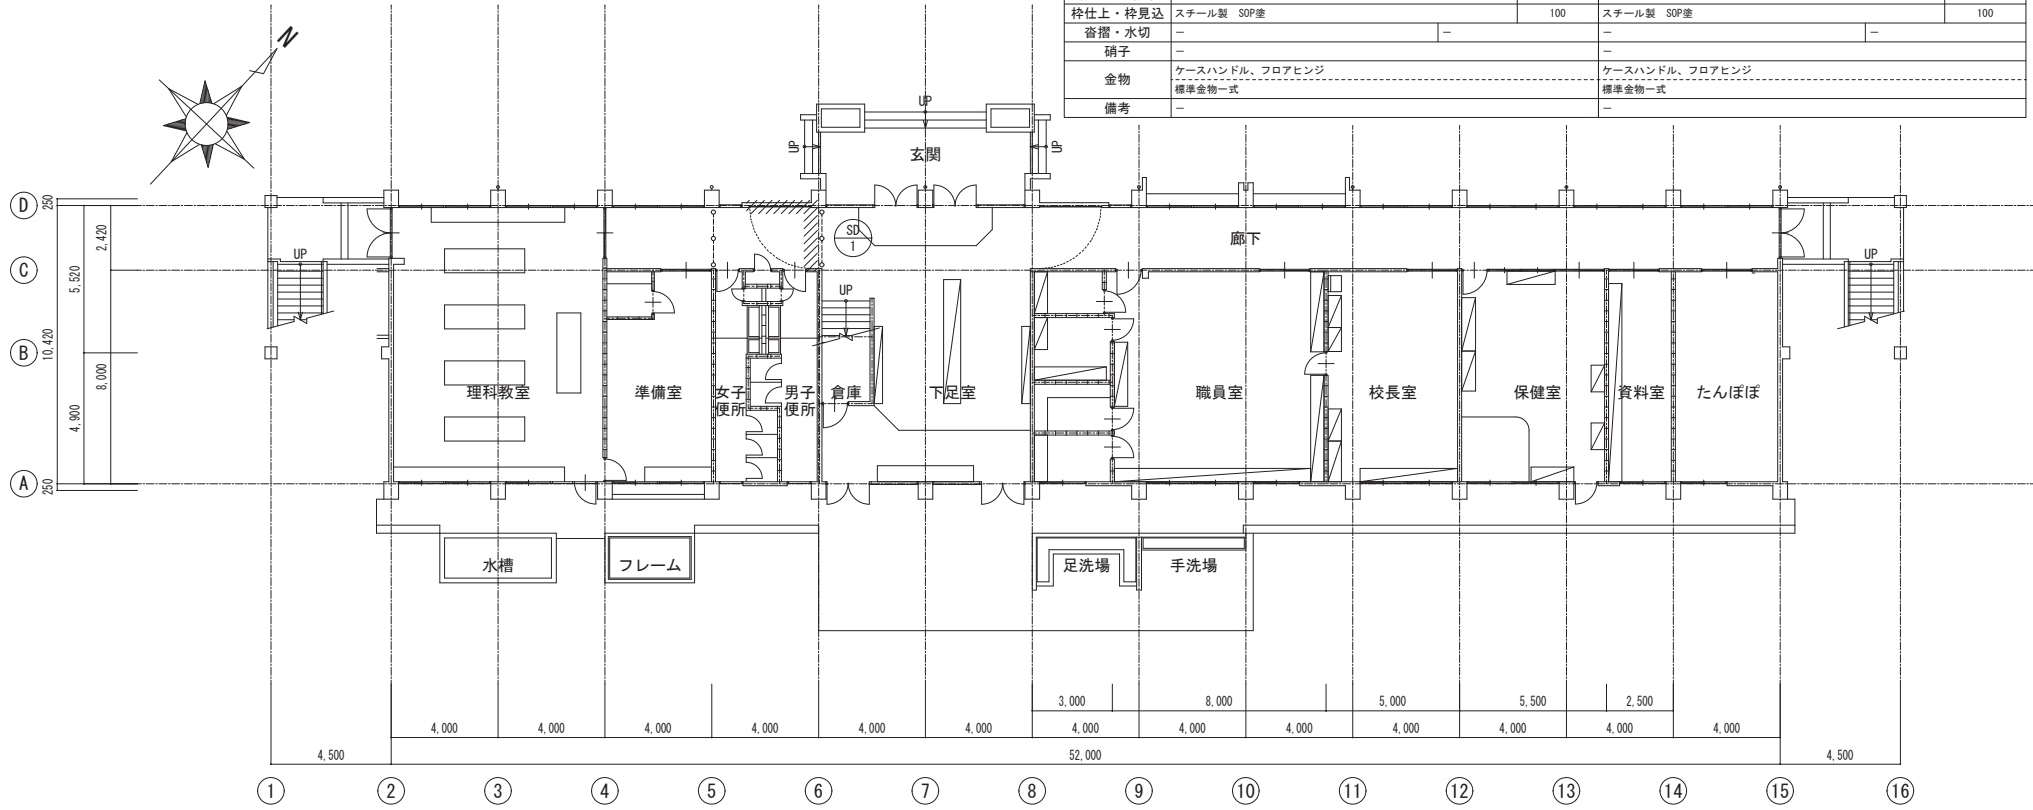 枠仕上・枠見込 スチール製 SOP塗 100 スチール製 SOP塗 100
沓摺・水切 － － － －
硝子 － －
金物 ケースハンドル、フロアヒンジ ケースハンドル、フロアヒンジ
標準金物一式 標準金物一式
備考 － －
N
UP
UP 玄関 UP
D 250
2,420
SD
1
廊下
UP
UP
C
5,520
UP
B 10,420
8,000
理科教室 準備室 女子
便所 男子
便所 倉庫 下足室 職員室 校長室 保健室 資料室 たんぽぽ
4,900
A 250
水槽 フレーム 足洗場 手洗場
3,000 8,000 5,000 5,500 2,500
4,000 4,000 4,000 4,000 4,000 4,000 4,000 4,000 4,000 4,000 4,000 4,000 4,000
4,500 52,000 4,500
1 2 3 4 5 6 7 8 9 10 11 12 13 14 15 16